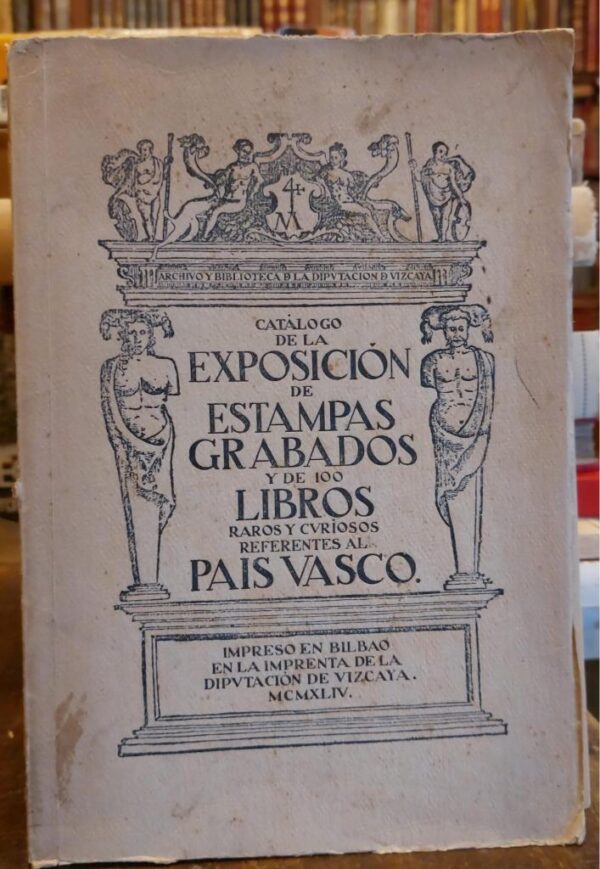 4
M
ARCHIVO Y BIBLIOTECA D LA DIPVTACION D VIZCAYA
CATÁLOGO
DE LA
EXPOSICIÓN
DE
ESTAMPAS
GRABADOS
Y DE 100
LIBROS
RAROS Y CVRIOSOS
REFERENTES AL
PAIS VASCO.
IMPRESO EN BILBAO
EN LA IMPRENTA DE LA
DIPVTACIÓN DE VIZCAYA.
MCMXLIV.